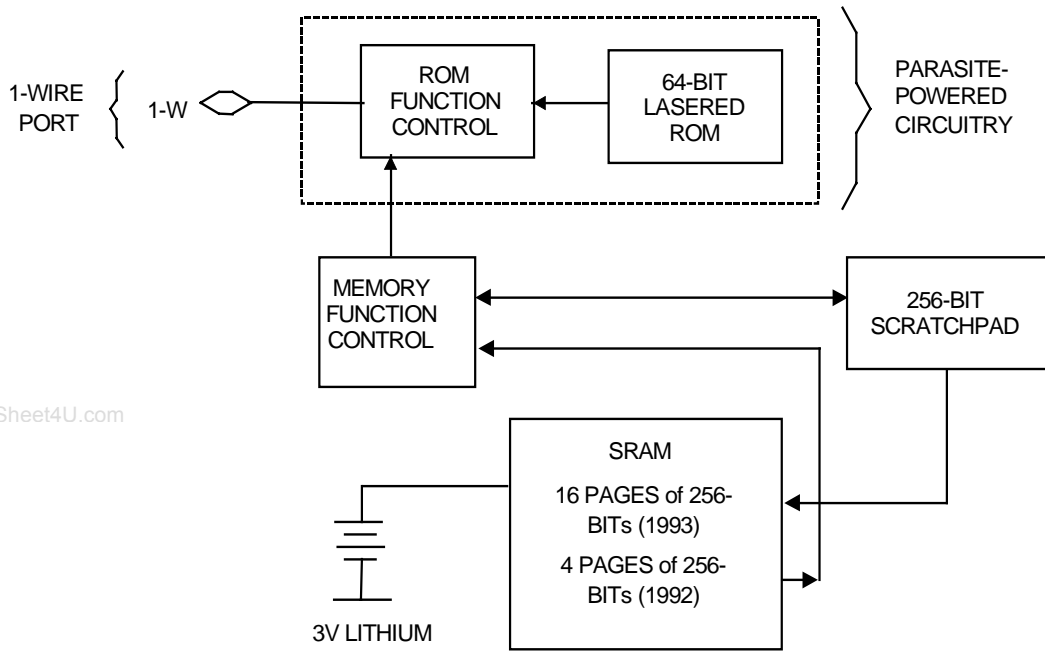 1-WIRE
PORT
1-W
ROM
FUNCTION
CONTROL
64-BIT
LASERED
ROM
PARASITE-
POWERED
CIRCUITRY
MEMORY
FUNCTION
CONTROL
256-BIT
SCRATCHPAD
Sheet4U.com
SRAM
16 PAGES of 256-
BITs (1993)
4 PAGES of 256-
BITs (1992)
3V LITHIUM